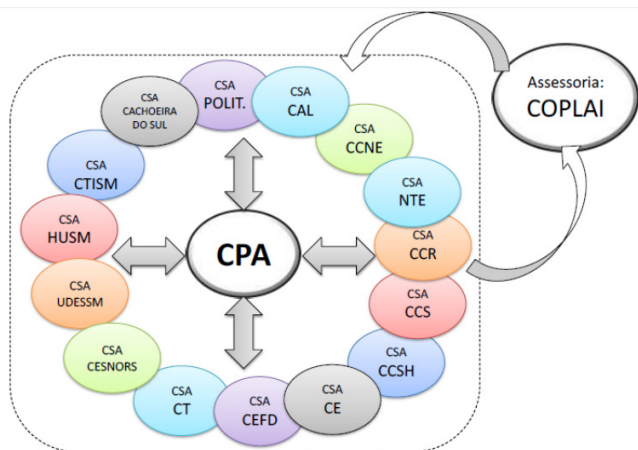 CSA
POLIT.
CSA
CAL
CSA
CCNE
CSA
NTE
CSA
CCR
CSA
CCS
CSA
CCSH
CSA
CE
CSA
CEFD
CSA
CT
CSA
CESNORS
CSA
UDESSM
CSA
HUSM
CSA
CTISM
CSA
CACHOEIRA
DO SUL
CPA
Assessoria:
COPLAI